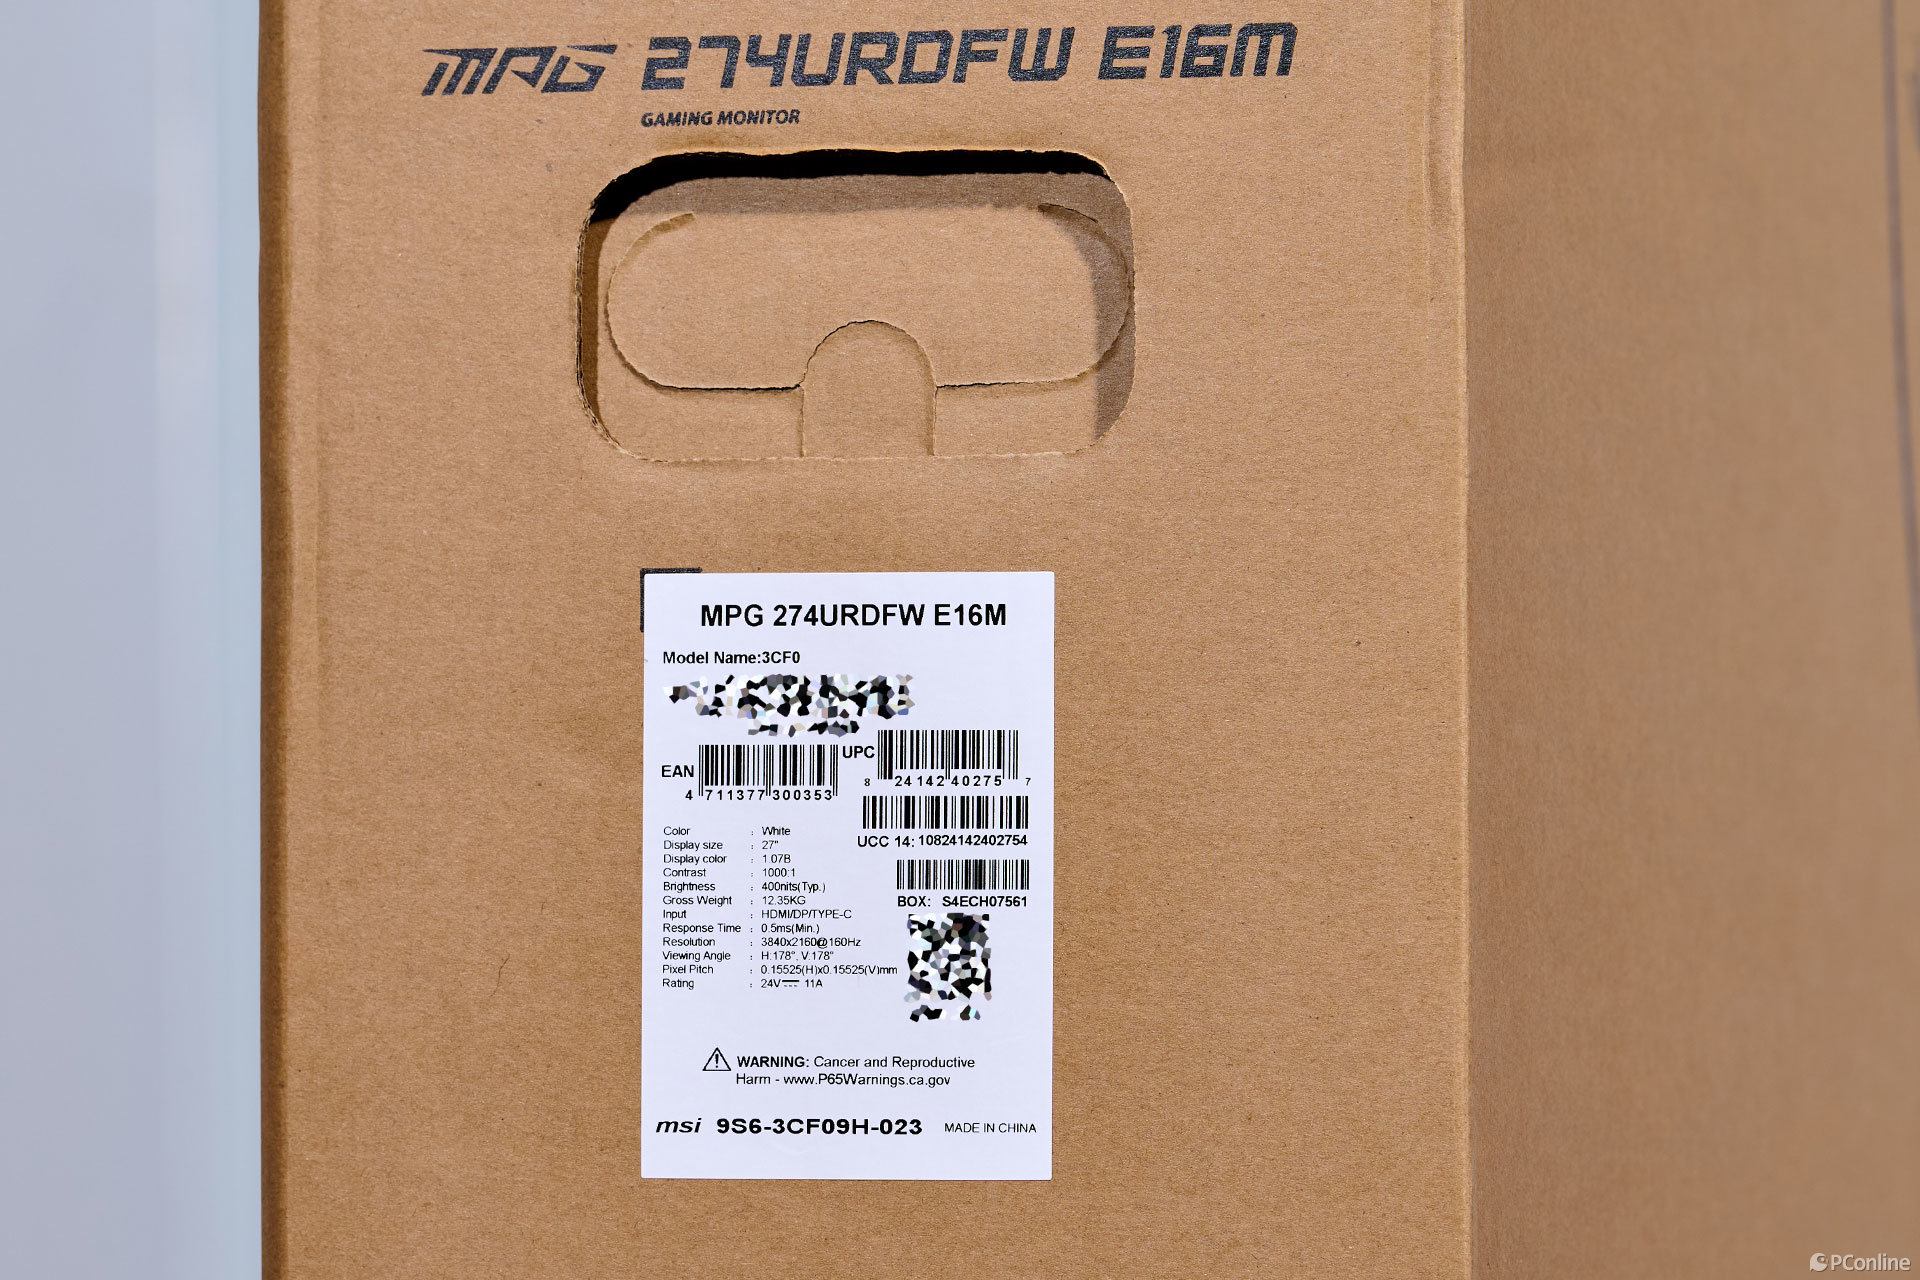 MPG 274URDFW E16M
GAMING MONITOR
MPG 274URDFW E16M
Model Name:3CF0
EAN
4 711377 300353
UPC
8 24142 40275 7
UCC 14: 10824142402754
BOX: S4ECH07561
Color : White
Display size : 27"
Display color : 1.07B
Contrast : 1000:1
Brightness : 400nits(Typ.)
Gross Weight : 12.35KG
Input : HDMI/DP/TYPE-C
Response Time : 0.5ms(Min.)
Resolution : 3840x2160@160Hz
Viewing Angle : H:178°, V:178°
Pixel Pitch : 0.15525(H)x0.15525(V)mm
Rating : 24V⎓ 11A
WARNING: Cancer and Reproductive
Harm - www.P65Warnings.ca.gov
msi 9S6-3CF09H-023 MADE IN CHINA
PConline